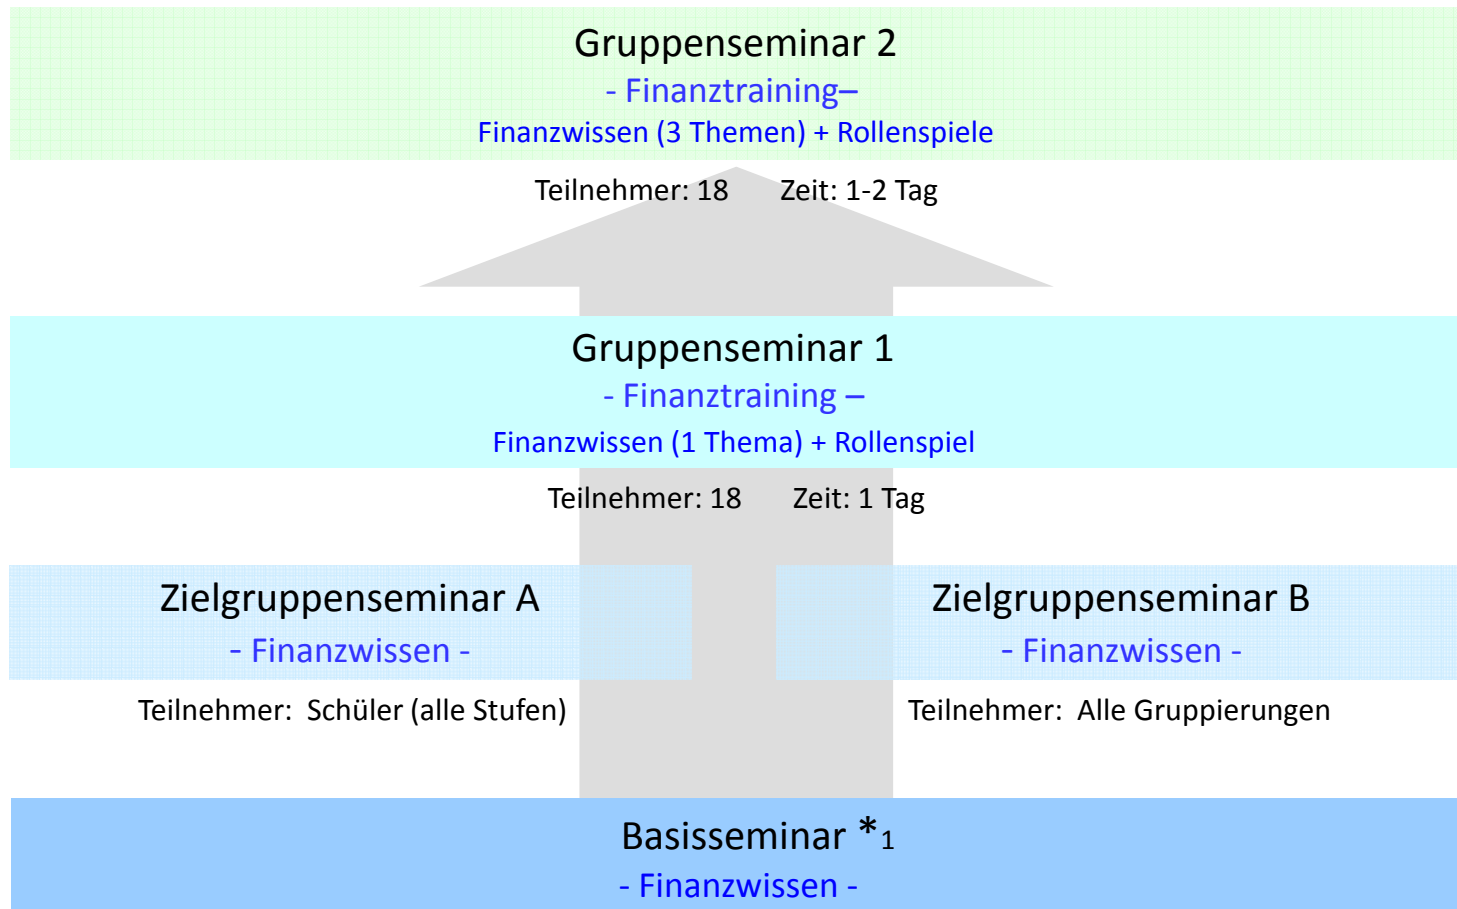 Gruppenseminar 2
- Finanztraining–
Finanzwissen (3 Themen) + Rollenspiele
Teilnehmer: 18 Zeit: 1-2 Tag
Gruppenseminar 1
- Finanztraining –
Finanzwissen (1 Thema) + Rollenspiel
Teilnehmer: 18 Zeit: 1 Tag
Zielgruppenseminar A
- Finanzwissen -
Teilnehmer: Schüler (alle Stufen)
Zielgruppenseminar B
- Finanzwissen -
Teilnehmer: Alle Gruppierungen
Basisseminar *1
- Finanzwissen -